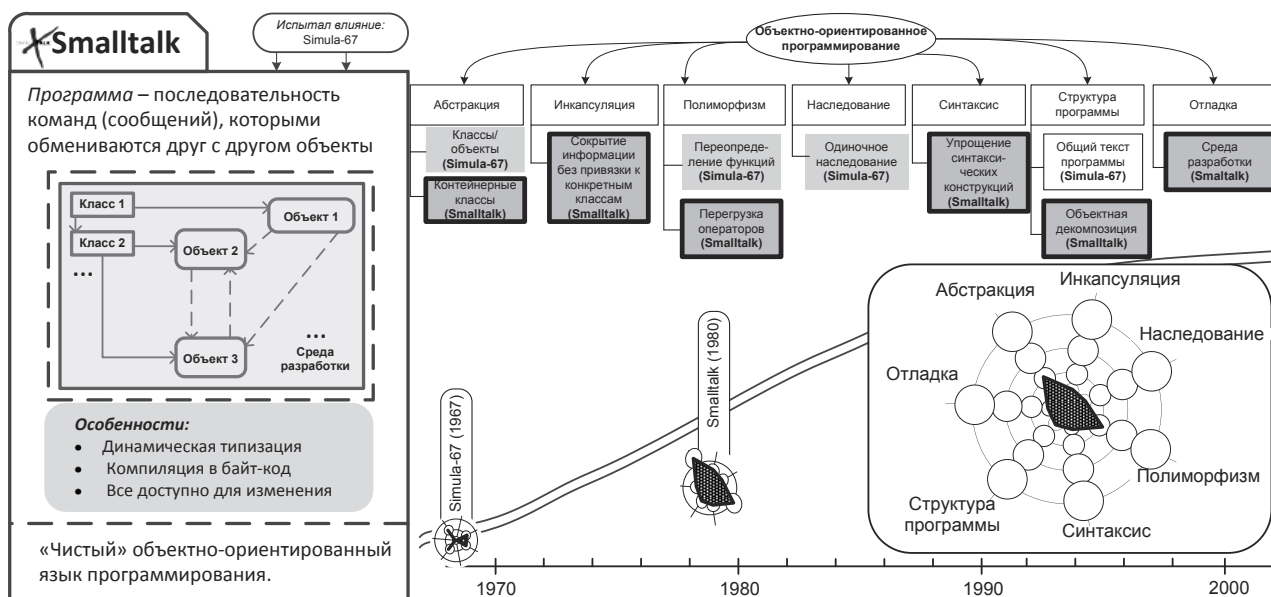 Smalltalk
Испытал влияние:
Simula-67
Программа – последовательность
команд (сообщений), которыми
обмениваются друг с другом объекты
Класс 1
Объект 1
Класс 2
Объект 2
...
Объект 3
...
Среда
разработки
Особенности:
• Динамическая типизация
• Компиляция в байт-код
• Все доступно для изменения
«Чистый» объектно-ориентированный
язык программирования.
Объектно-ориентированное
программирование
Абстракция
Классы/
объекты
(Simula-67)
Контейнерные
классы
(Smalltalk)
Инкапсуляция
Сокрытие
информации
без привязки к
конкретным
классам
(Smalltalk)
Полиморфизм
Переопреде-
ление функций
(Simula-67)
Перегрузка
операторов
(Smalltalk)
Наследование
Одиночное
наследование
(Simula-67)
Синтаксис
Упрощение
синтакси-
ческих
конструкций
(Smalltalk)
Структура
программы
Общий текст
программы
(Simula-67)
Объектная
декомпозиция
(Smalltalk)
Отладка
Среда
разработки
(Smaltalk)
Simula-67 (1967)
Smalltalk (1980)
Абстракция
Инкапсуляция
Наследование
Отладка
Полиморфизм
Структура
программы
Синтаксис
1970
1980
1990
2000